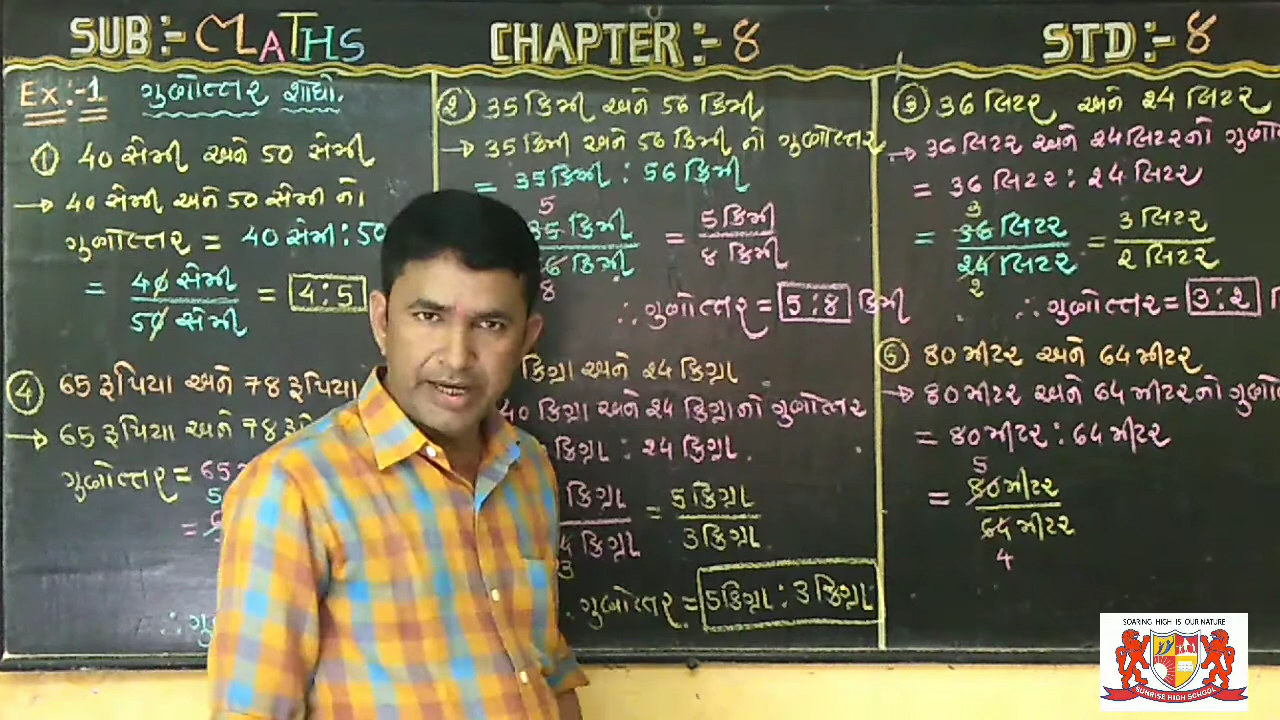 SUB:- MATHS
CHAPTER:- 8
STD:- 8
Ex:-1 ગુણોત્તર શોધો.
① 40 સેમી અને 50 સેમી
→ 40 સેમી અને 50 સેમી નો
ગુણોત્તર = 40 સેમી : 50
= 40 સેમી / 50 સેમી = 4:5
④ 65 રૂપિયા અને 78 રૂપિયા
→ 65 રૂપિયા અને 78
ગુણોત્તર = 65
② 35 કિમી અને 56 કિમી
→ 35 કિમી અને 56 કિમી નો ગુણોત્તર
= 35 કિમી : 56 કિમી
5
35 કિમી / 6 કિમી = 5 કિમી / 8 કિમી
8
∴ ગુણોત્તર = 5:8 કિમી
કિગ્રા અને 24 કિગ્રા
40 કિગ્રા અને 24 કિગ્રાનો ગુણોત્તર
કિગ્રા : 24 કિગ્રા
કિગ્રા / 4 કિગ્રા = 5 કિગ્રા / 3 કિગ્રા
3
ગુણોત્તર = 5 કિગ્રા : 3 કિગ્રા
③ 36 લિટર અને 24 લિટર
→ 36 લિટર અને 24 લિટરનો
= 36 લિટર : 24 લિટર
3
= 36 લિટર / 24 લિટર = 3 લિટર / 2 લિટર
2
∴ ગુણોત્તર = 3:2
80 મીટર અને 64 મીટર
→ 80 મીટર અને 64 મીટરનો
= 80 મીટર : 64 મીટર
5
= 80 મીટર / 64 મીટર
4
SOARING HIGH IS OUR NATURE
SUNRISE HIGH SCHOOL